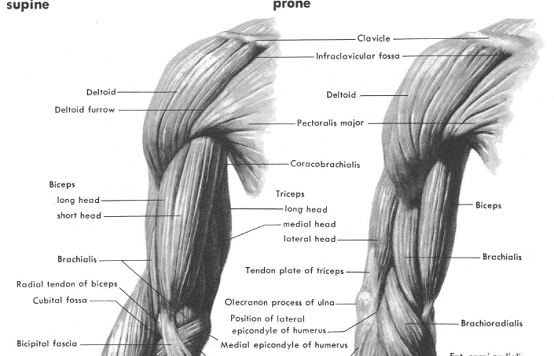 supine
prone
Clavicle
Infraclavicular fossa
Deltoid
Deltoid
Deltoid furrow
Pectoralis major
Coracobrachialis
Biceps
long head
short head
Triceps
long head
medial head
lateral head
Biceps
Brachialis
Brachialis
Tendon plate of triceps
Radial tendon of biceps
Cubital fossa
Olecranon process of ulna
Position of lateral
epicondyle of humerus
Brachioradialis
Bicipital fascia
Medial epicondyle of humerus